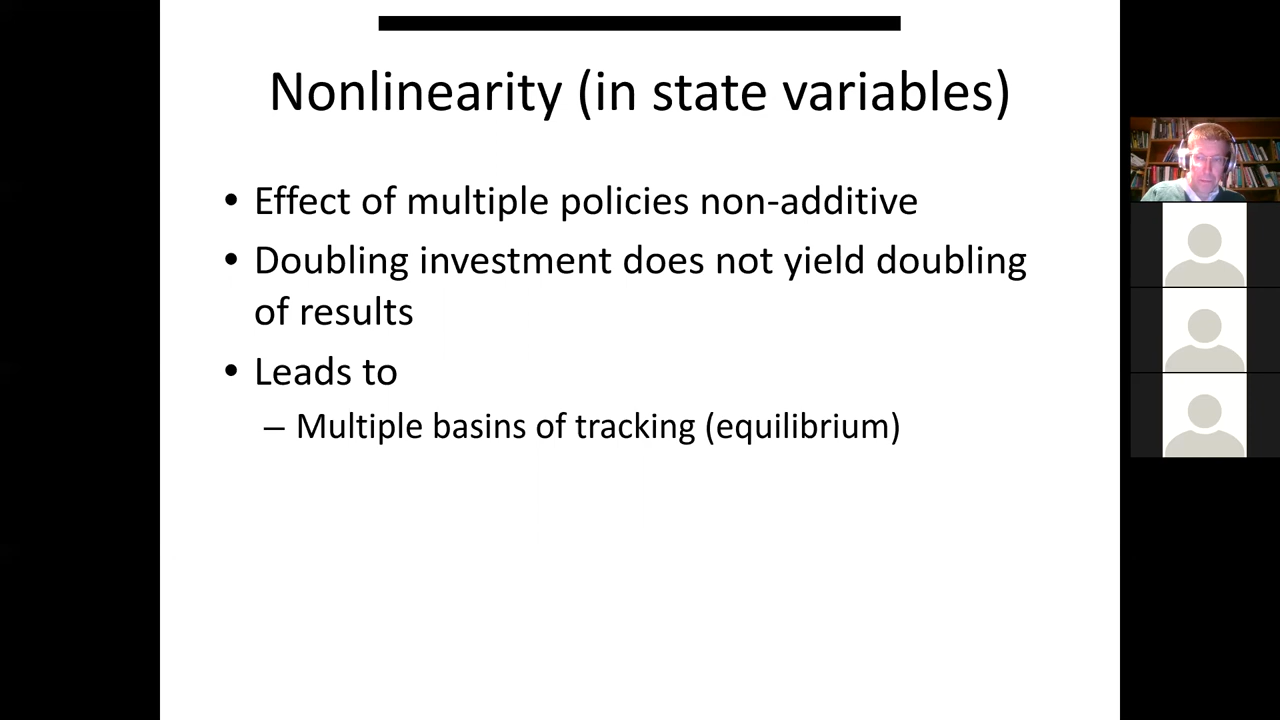 Nonlinearity (in state variables)
• Effect of multiple policies non-additive
• Doubling investment does not yield doubling
of results
• Leads to
– Multiple basins of tracking (equilibrium)